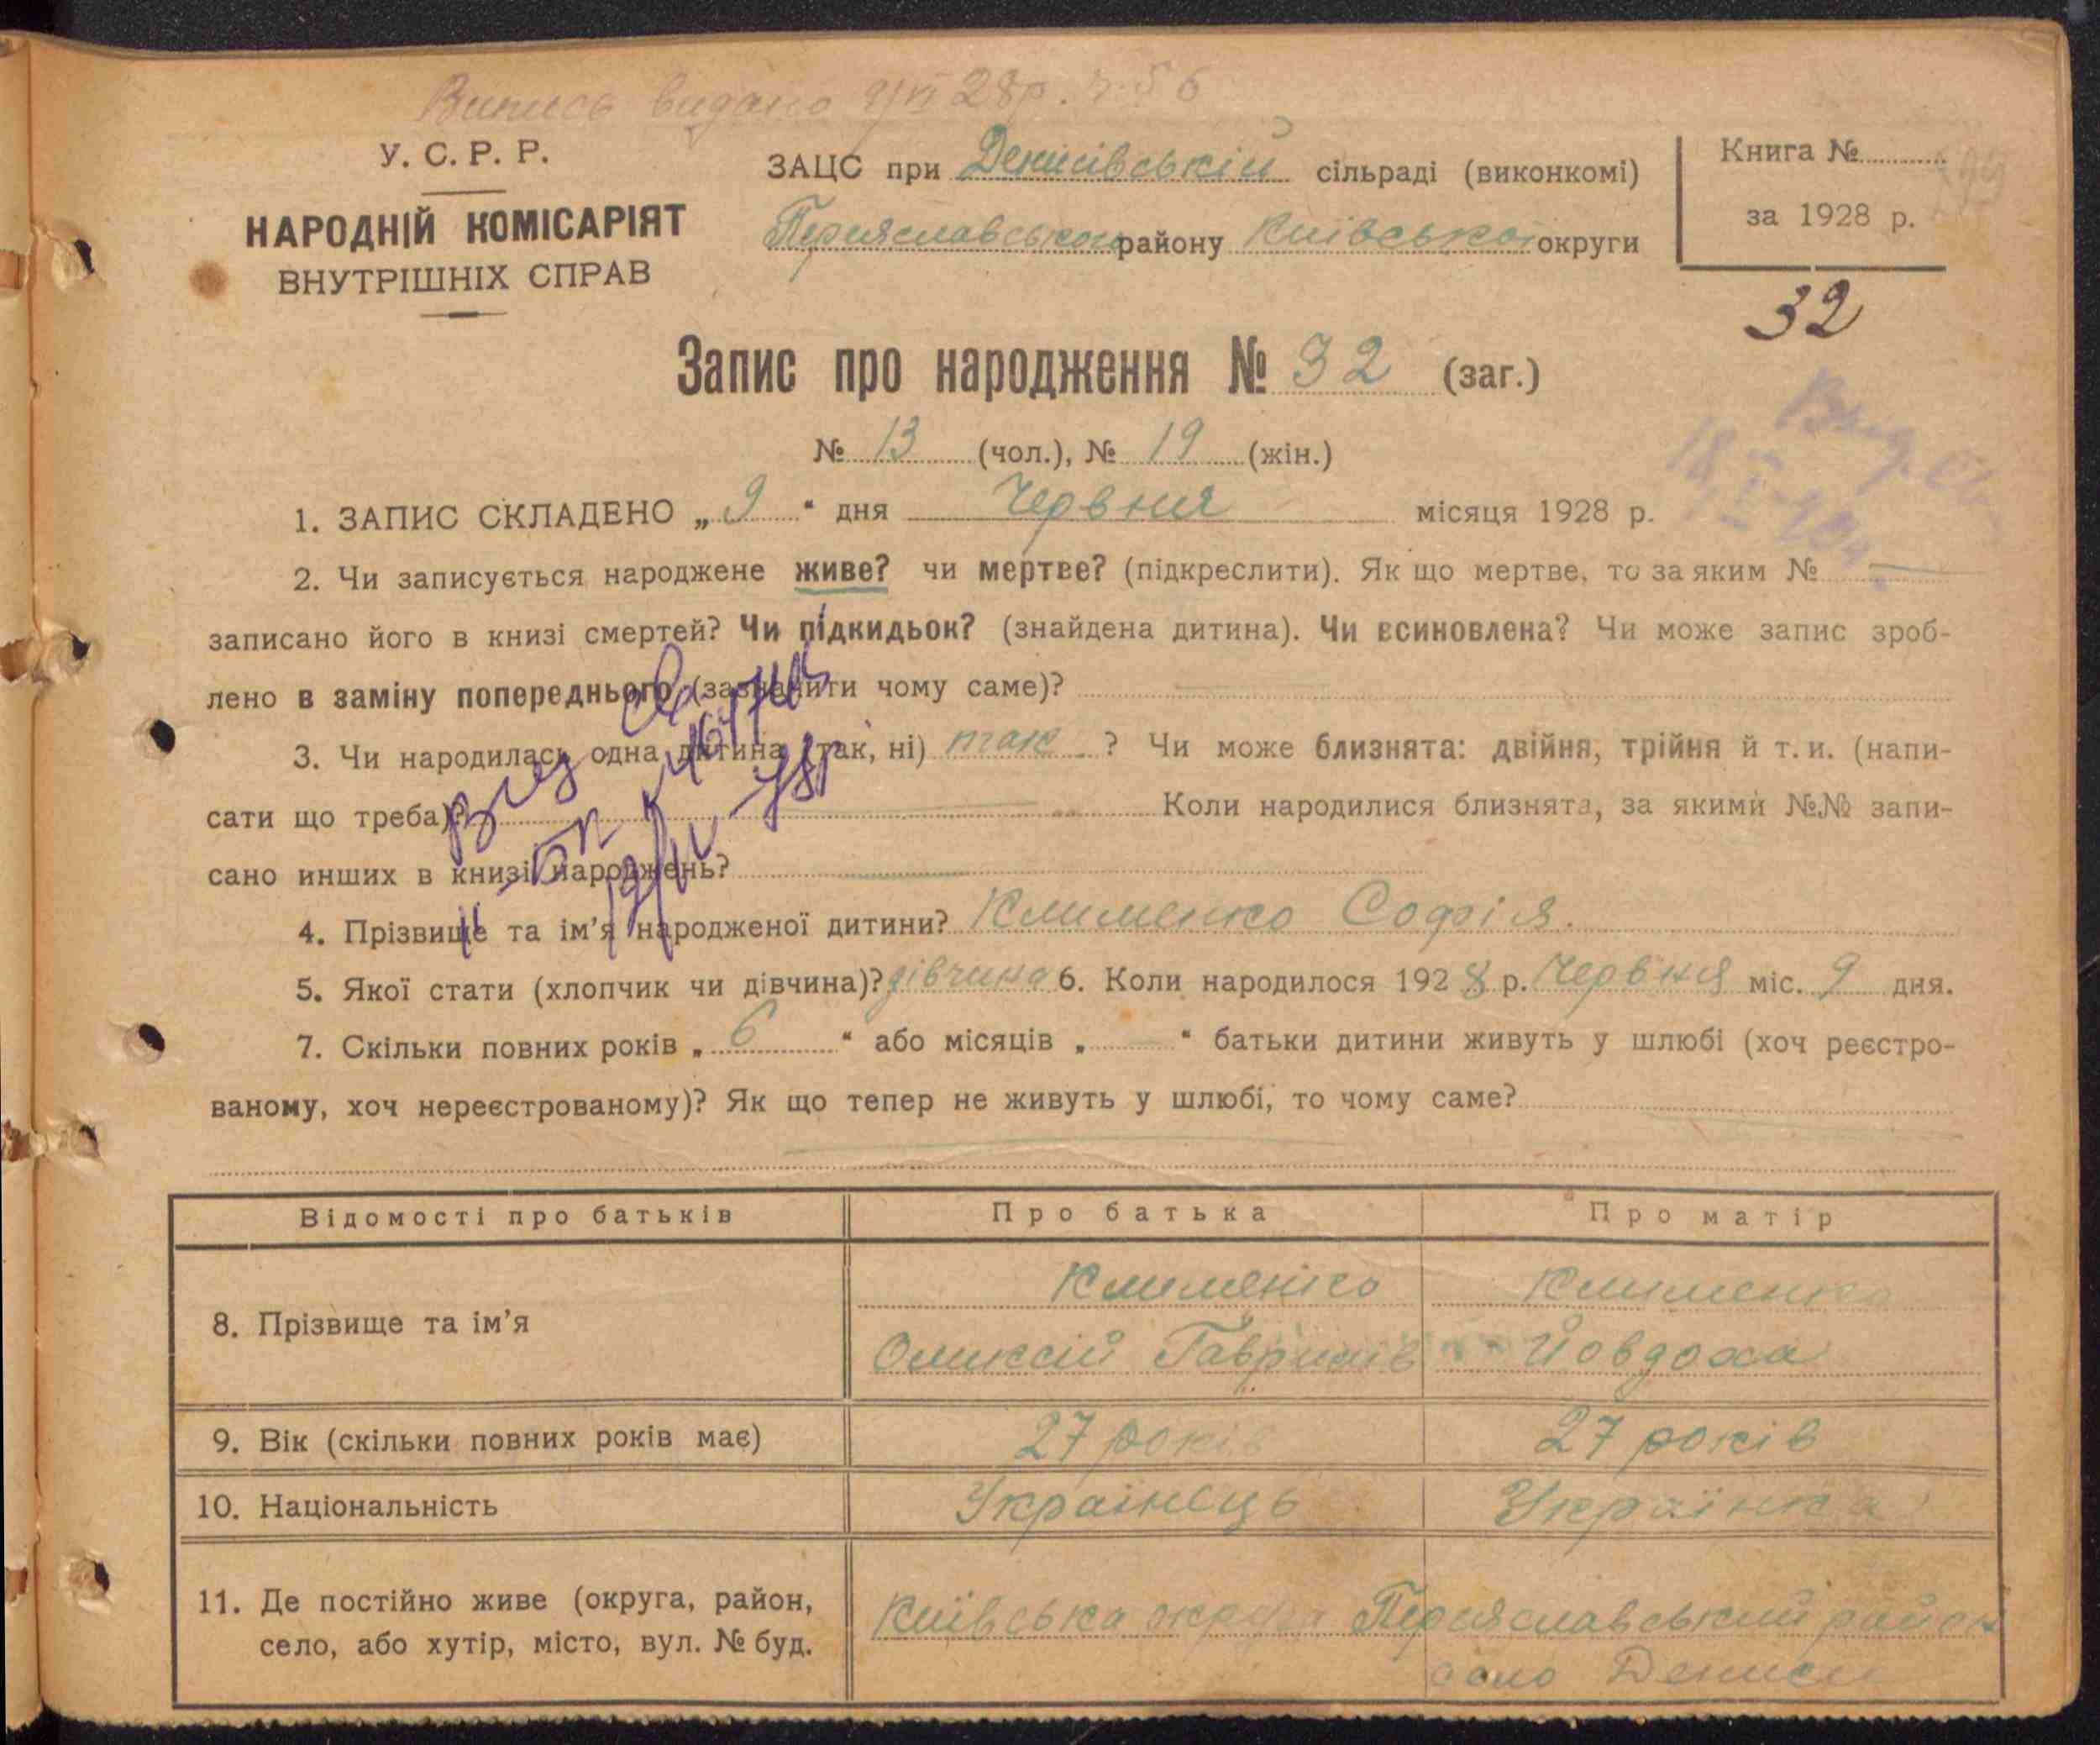 Випись видано 9/VI 28р. ч. 56
У. С. Р. Р.
НАРОДНІЙ КОМІСАРІЯТ
ВНУТРІШНІХ СПРАВ
ЗАЦС при Денисівській сільраді (виконкомі)
Переяславського району Київської округи
Книга №
за 1928 р.
32
Запис про народження № 32 (заг.)
№ 13 (чол.), № 19 (жін.)
1. ЗАПИС СКЛАДЕНО „ 9 “ дня Червня місяця 1928 р.
2. Чи записується народжене живе? чи мертве? (підкреслити). Як що мертве, то за яким №
записано його в книзі смертей? Чи підкидьок? (знайдена дитина). Чи всиновлена? Чи може запис зроб-
лено в заміну попереднього (зазначити чому саме)?
3. Чи народилась одна дитина (так, ні) так ? Чи може близнята: двійня, трійня й т. и. (напи-
сати що треба)? Коли народилися близнята, за якими №№ запи-
сано инших в книзі народжень?
4. Прізвище та ім'я народженої дитини? Клименко Софія.
5. Якої стати (хлопчик чи дівчина)? дівчина 6. Коли народилося 1928 р. Червня міс. 9 дня.
7. Скільки повних років „ 6 “ або місяців „ — “ батьки дитини живуть у шлюбі (хоч реєстро-
ваному, хоч нереєстрованому)? Як що тепер не живуть у шлюбі, то чому саме?
Відомості про батьків Про батька Про матір
8. Прізвище та ім'я
Клименко Клименко
Олексій Гаврилів Йовдоха
9. Вік (скільки повних років має) 27 років 27 років
10. Національність Українець Українка
11. Де постійно живе (округа, район,
село, або хутір, місто, вул. № буд.
Київська округа Переяславський район
село Дениси